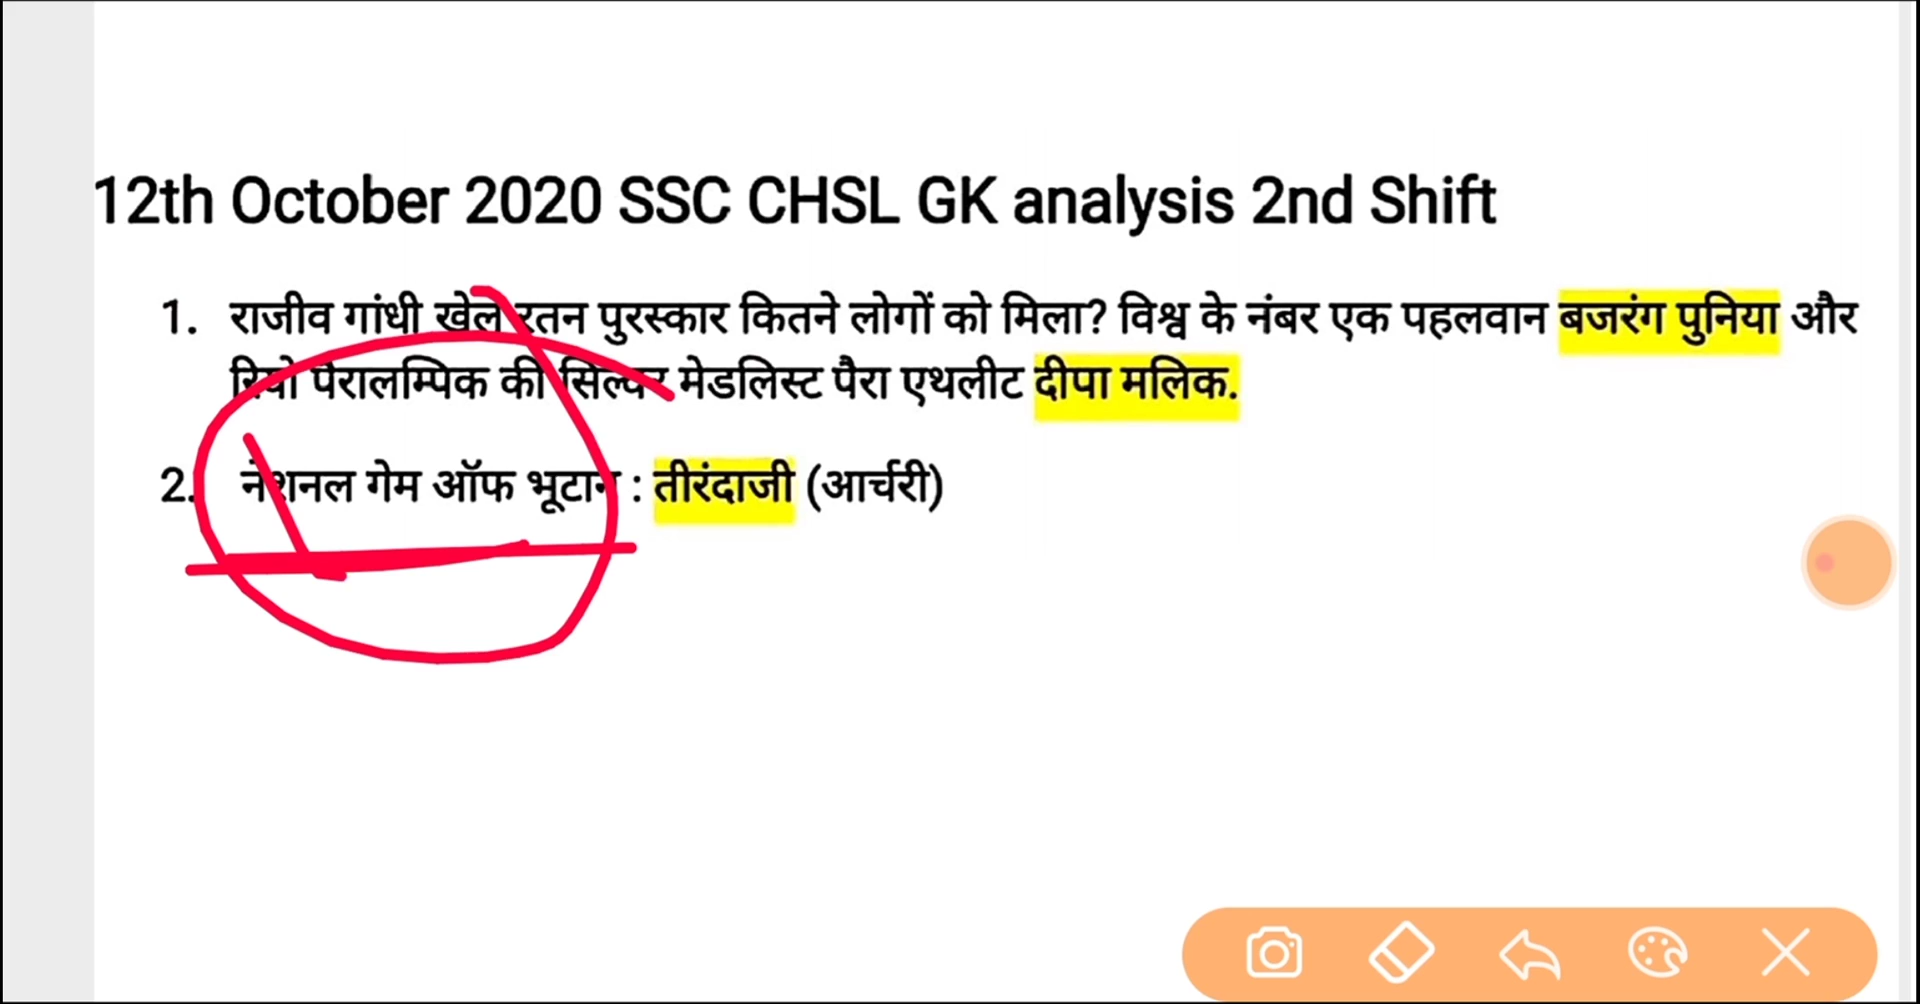 12th October 2020 SSC CHSL GK analysis 2nd Shift
1. राजीव गांधी खेल रतन पुरस्कार कितने लोगों को मिला? विश्व के नंबर एक पहलवान बजरंग पुनिया और
रियो पैरालम्पिक की सिल्वर मेडलिस्ट पैरा एथलीट दीपा मलिक.
2. नेशनल गेम ऑफ भूटान : तीरंदाजी (आर्चरी)